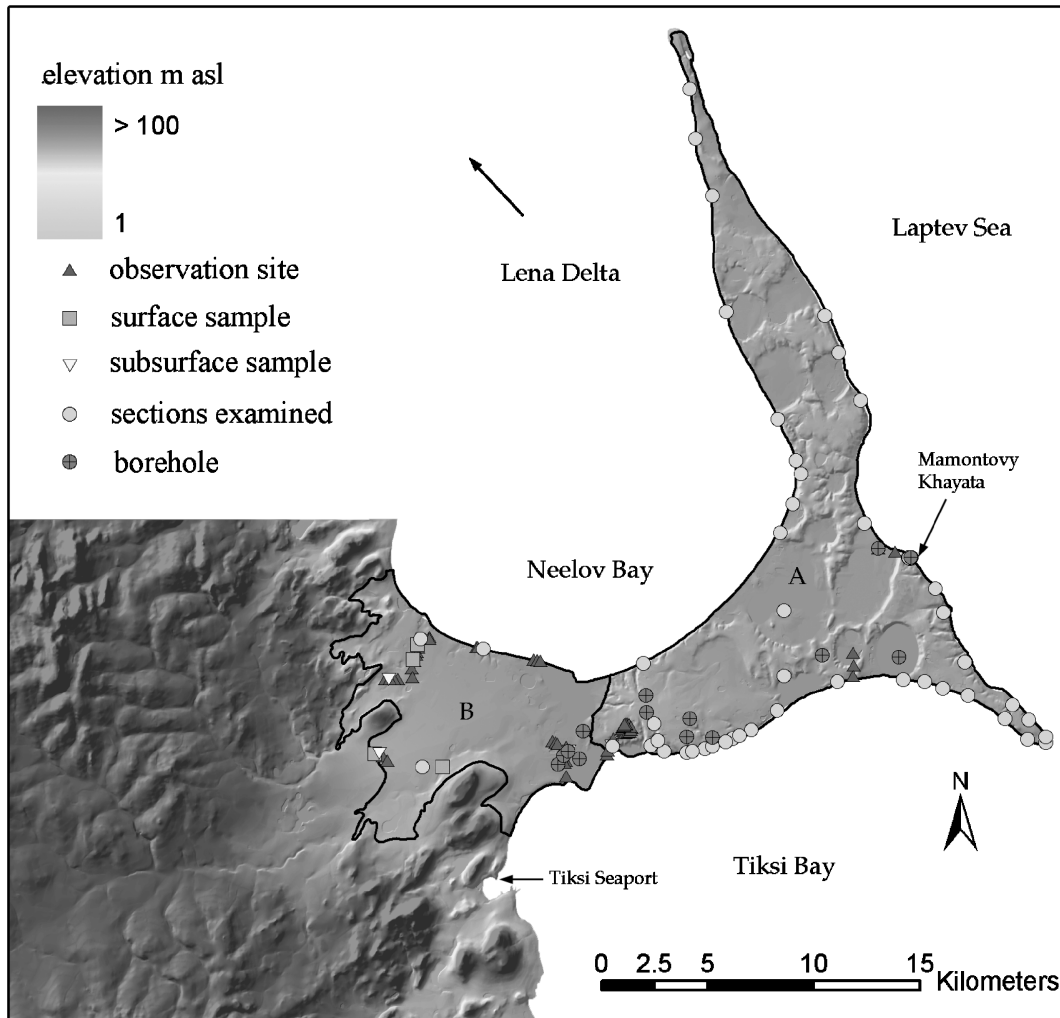 elevation m asl
> 100
1
observation site
surface sample
subsurface sample
sections examined
borehole
Lena Delta
Laptev Sea
Mamontovy
Khayata
Neelov Bay
A
B
N
Tiksi Bay
Tiksi Seaport
0 2.5 5 10 15
Kilometers